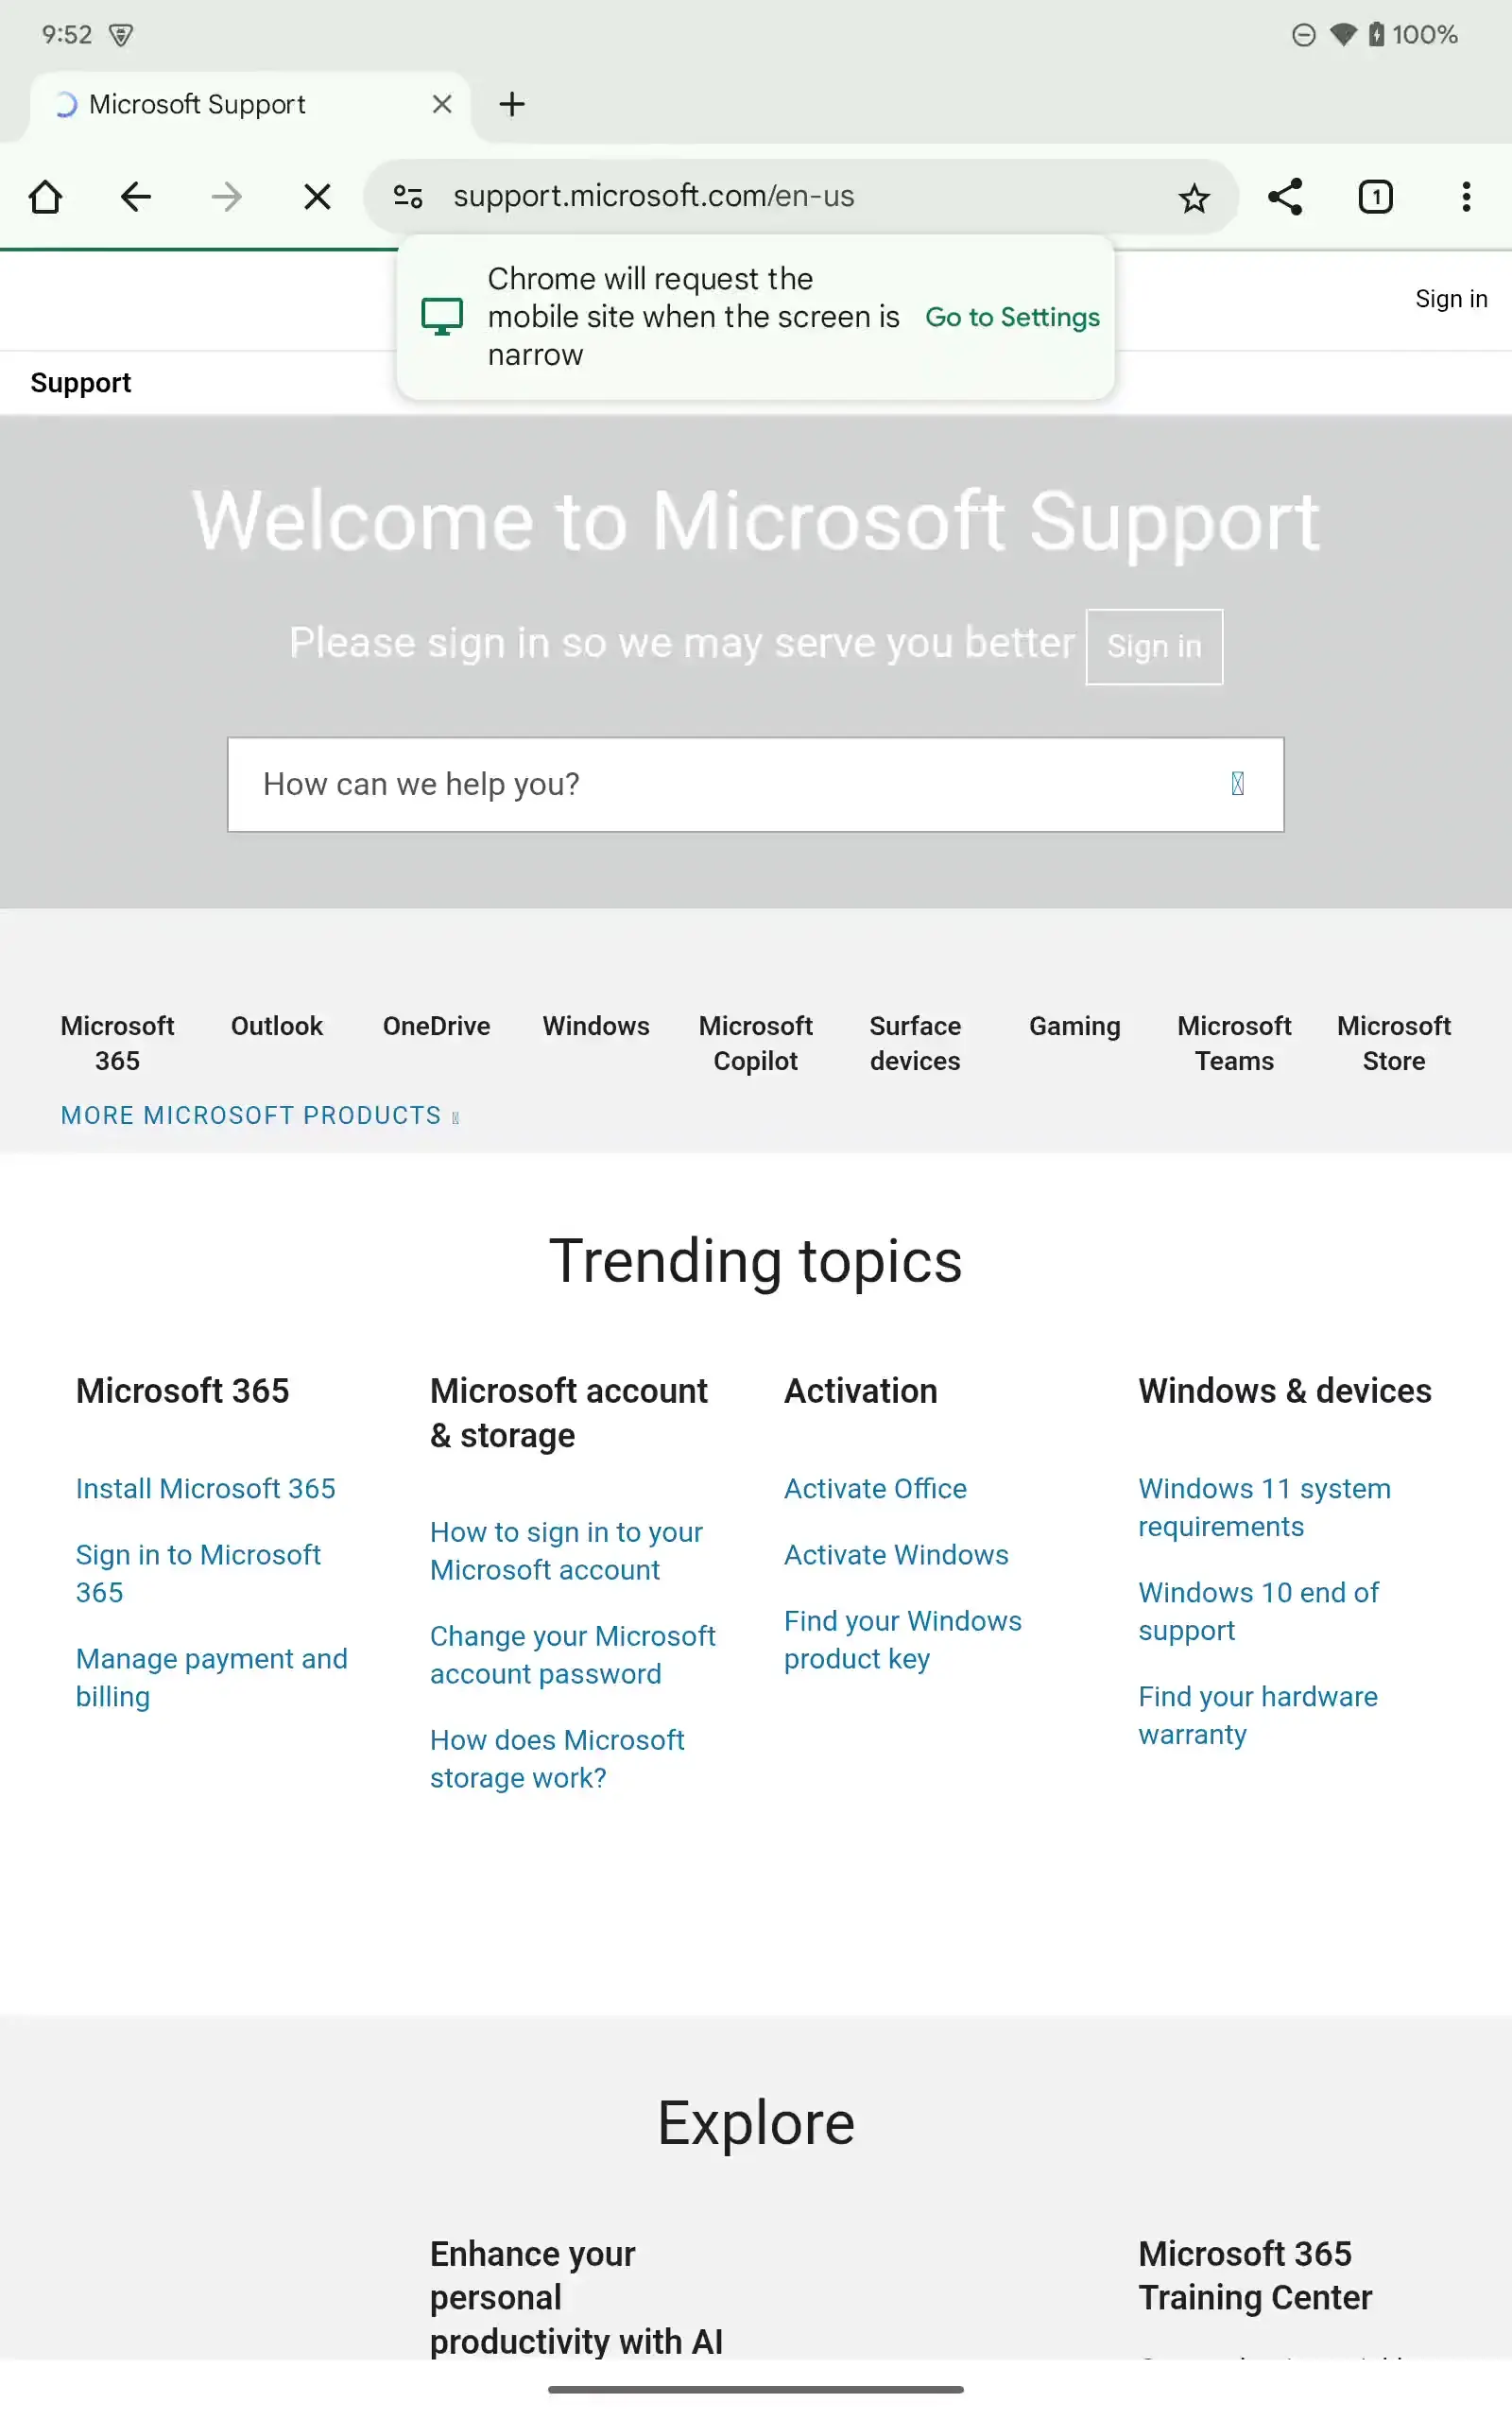 9:52
100%
Microsoft Support
support.microsoft.com/en-us
1
Chrome will request the
mobile site when the screen is
narrow
Go to Settings
Sign in
Support
Welcome to Microsoft Support
Please sign in so we may serve you better
Sign in
How can we help you?
Microsoft
365
Outlook
OneDrive
Windows
Microsoft
Copilot
Surface
devices
Gaming
Microsoft
Teams
Microsoft
Store
MORE MICROSOFT PRODUCTS
Trending topics
Microsoft 365
Install Microsoft 365
Sign in to Microsoft
365
Manage payment and
billing
Microsoft account
& storage
How to sign in to your
Microsoft account
Change your Microsoft
account password
How does Microsoft
storage work?
Activation
Activate Office
Activate Windows
Find your Windows
product key
Windows & devices
Windows 11 system
requirements
Windows 10 end of
support
Find your hardware
warranty
Explore
Enhance your
personal
productivity with AI
Microsoft 365
Training Center